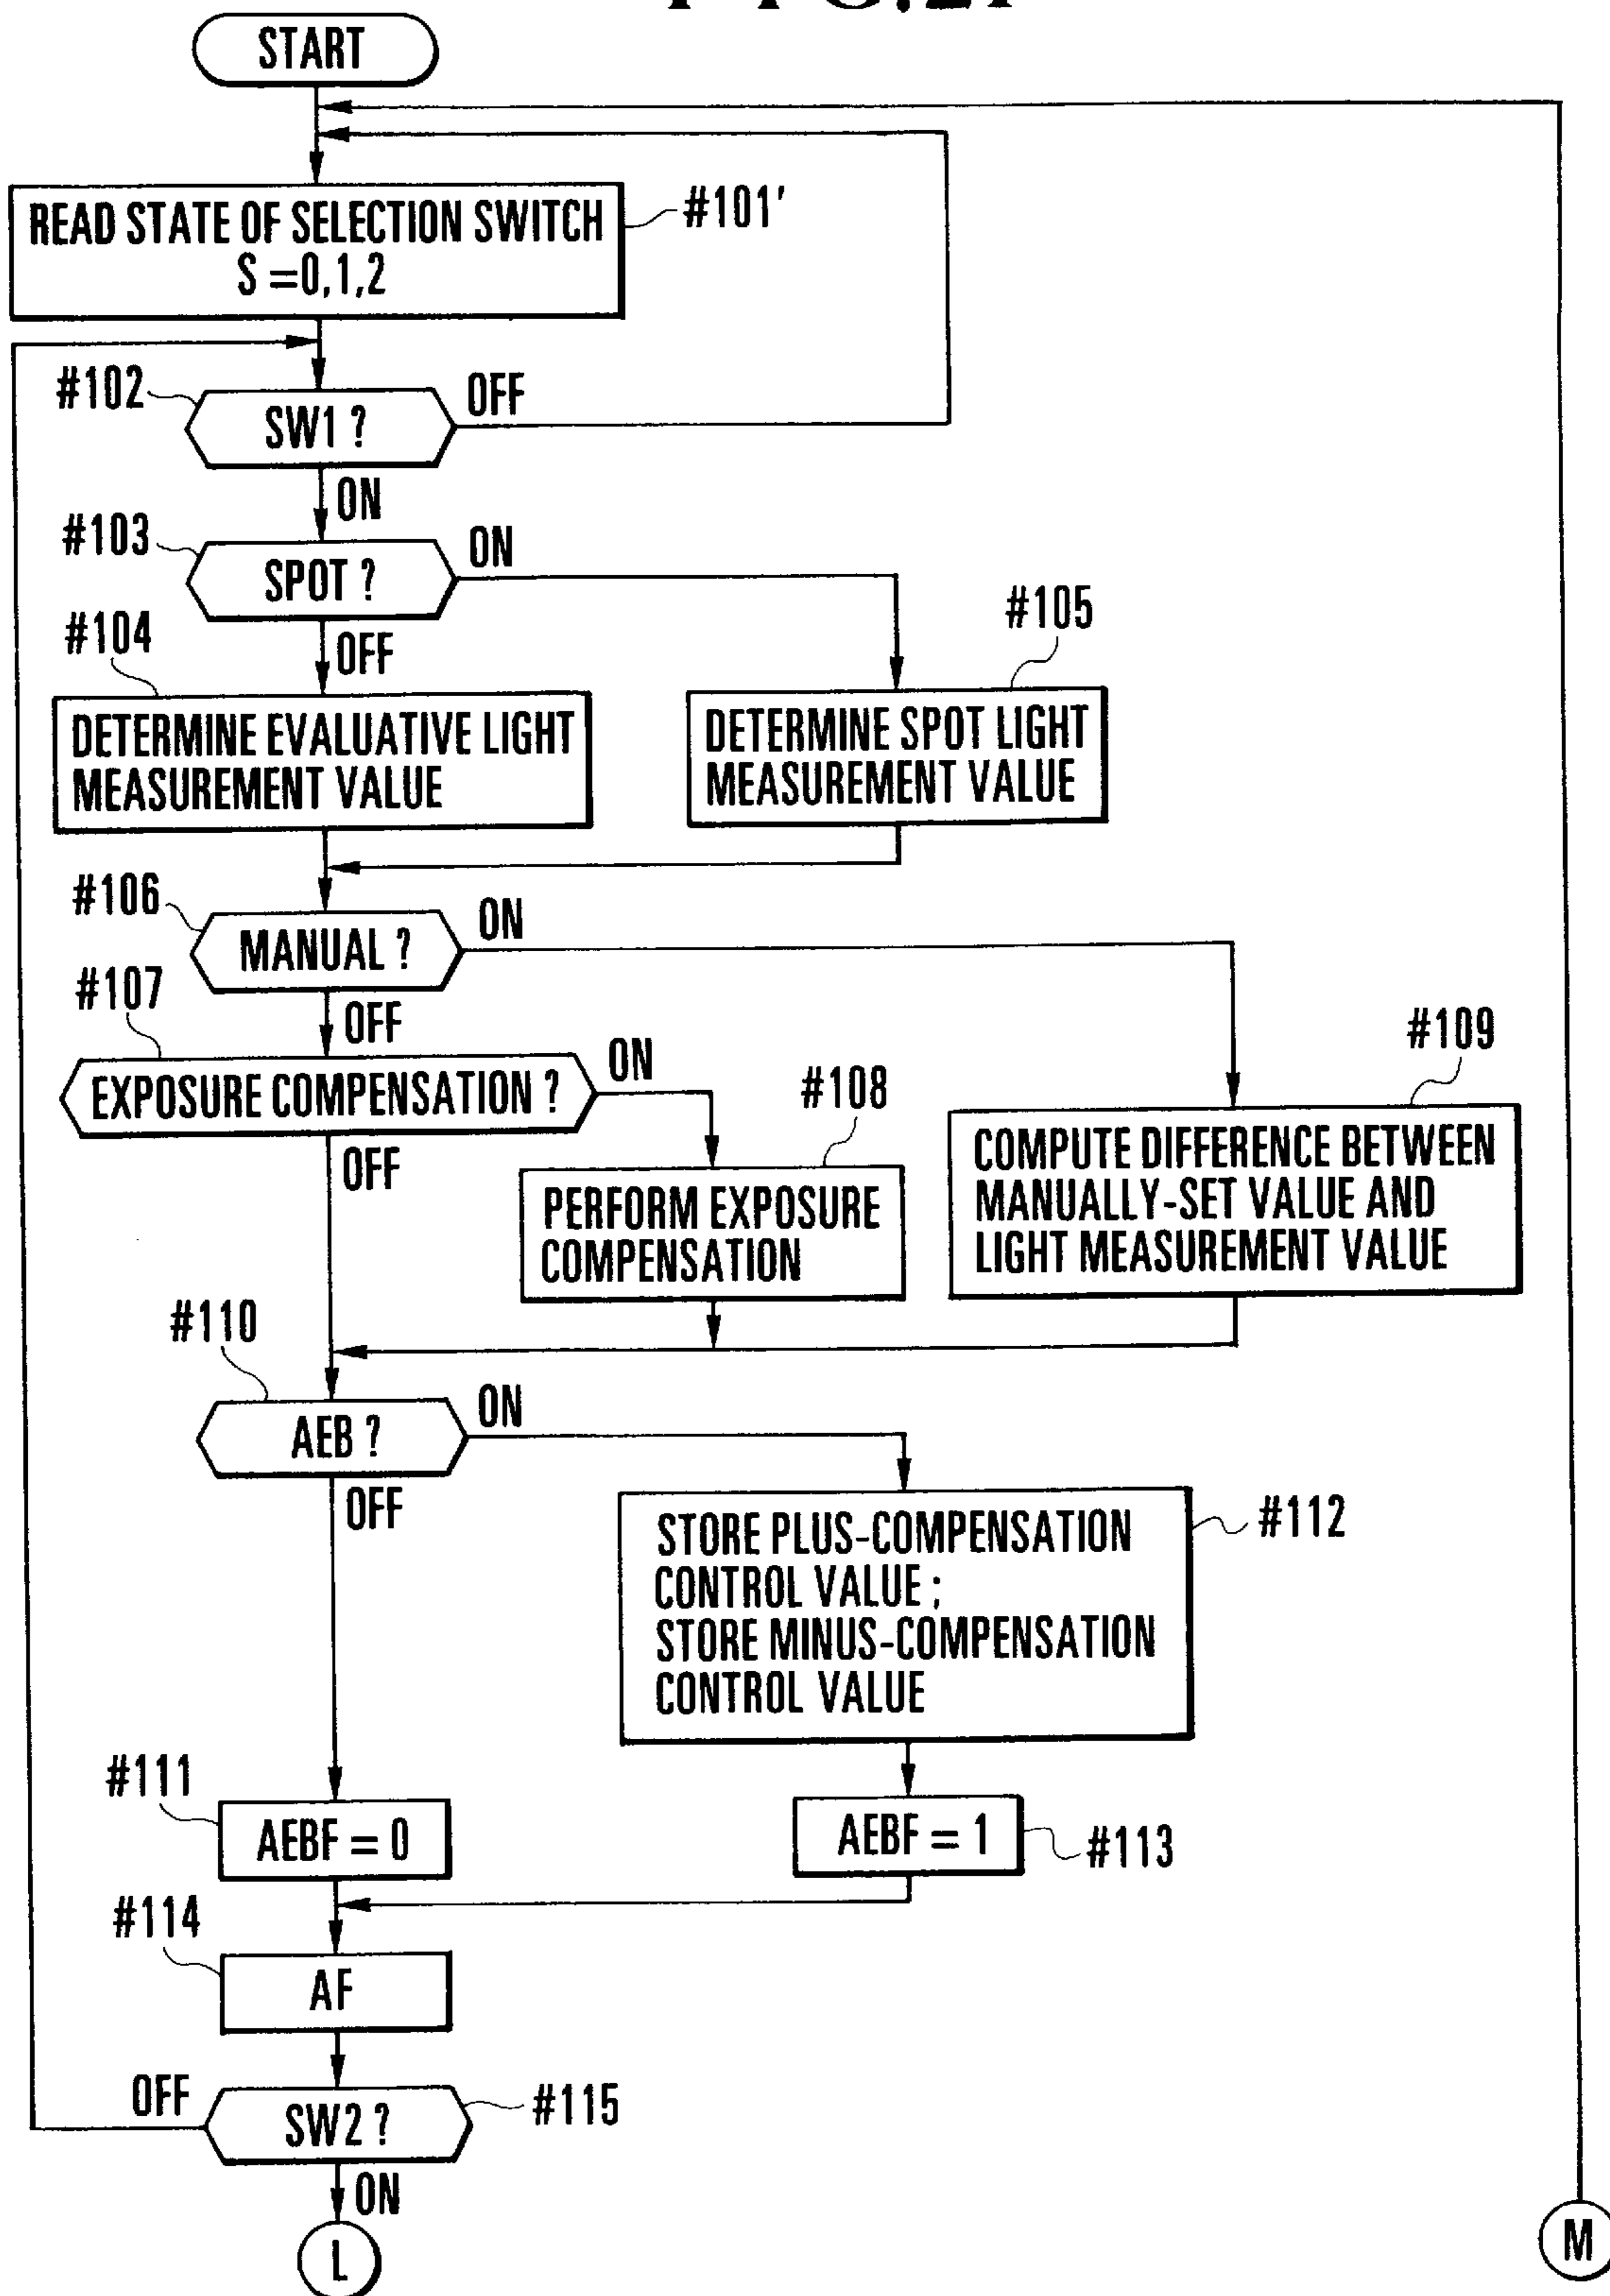 START
READ STATE OF SELECTION SWITCH
S =0,1,2
#101'
#102
SW1 ?
OFF
ON
#103
SPOT ?
ON
OFF
#104
DETERMINE EVALUATIVE LIGHT
MEASUREMENT VALUE
#105
DETERMINE SPOT LIGHT
MEASUREMENT VALUE
#106
MANUAL ?
ON
OFF
#107
EXPOSURE COMPENSATION ?
ON
OFF
#108
PERFORM EXPOSURE
COMPENSATION
#109
COMPUTE DIFFERENCE BETWEEN
MANUALLY-SET VALUE AND
LIGHT MEASUREMENT VALUE
#110
AEB ?
ON
OFF
#112
STORE PLUS-COMPENSATION
CONTROL VALUE ;
STORE MINUS-COMPENSATION
CONTROL VALUE
#111
AEBF = 0
AEBF = 1
#113
#114
AF
OFF
SW2 ?
#115
ON
L
M